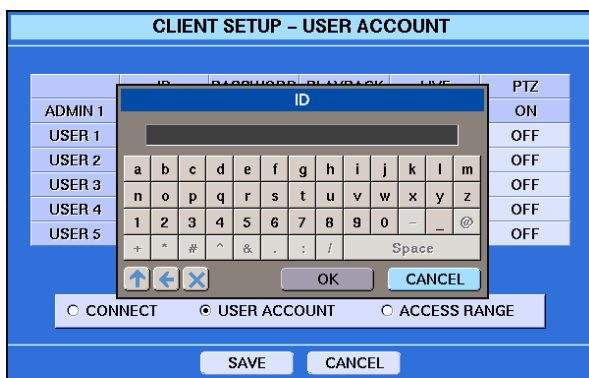 CLIENT SETUP – USER ACCOUNT
PTZ
ID
ADMIN 1 ON
USER 1 OFF
USER 2 OFF
USER 3 OFF
USER 4 OFF
USER 5 OFF
a b c d e f g h i j k l m
n o p q r s t u v w x y z
1 2 3 4 5 6 7 8 9 0 – _ @
+ * # ^ & . : / Space
OK CANCEL
CONNECT USER ACCOUNT ACCESS RANGE
SAVE CANCEL